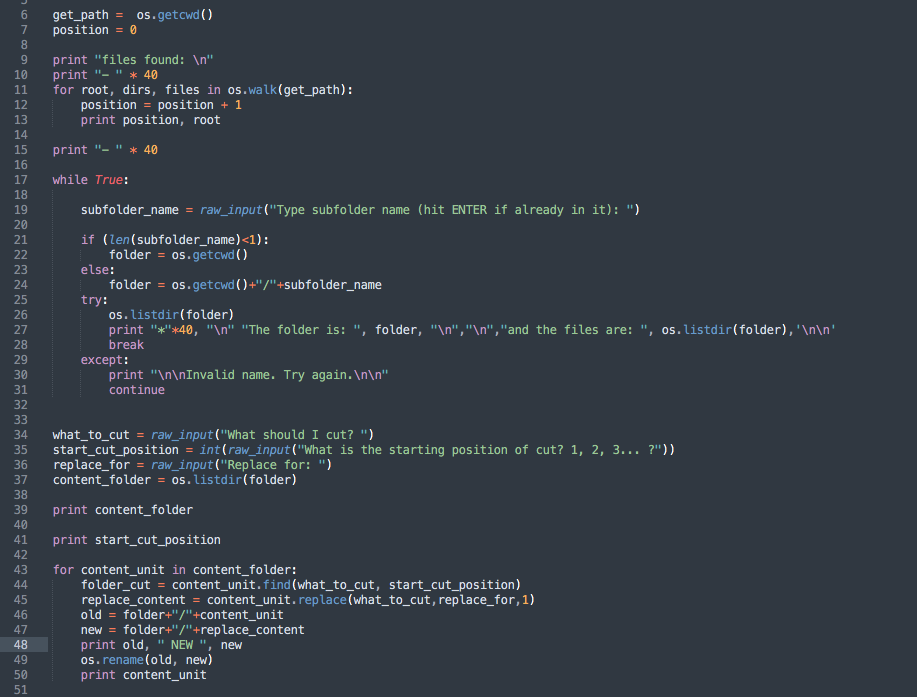 5
6 get_path =  os.getcwd()
7 position = 0
8
9 print "files found: \n"
10 print "- " * 40
11 for root, dirs, files in os.walk(get_path):
12     position = position + 1
13     print position, root
14
15 print "- " * 40
16
17 while True:
18
19     subfolder_name = raw_input("Type subfolder name (hit ENTER if already in it): ")
20
21     if (len(subfolder_name)<1):
22         folder = os.getcwd()
23     else:
24         folder = os.getcwd()+"/"+subfolder_name
25     try:
26         os.listdir(folder)
27         print "*"*40, "\n" "The folder is: ", folder, "\n","\n","and the files are: ", os.listdir(folder),'\n\n'
28         break
29     except:
30         print "\n\nInvalid name. Try again.\n\n"
31         continue
32
33
34 what_to_cut = raw_input("What should I cut? ")
35 start_cut_position = int(raw_input("What is the starting position of cut? 1, 2, 3... ?"))
36 replace_for = raw_input("Replace for: ")
37 content_folder = os.listdir(folder)
38
39 print content_folder
40
41 print start_cut_position
42
43 for content_unit in content_folder:
44     folder_cut = content_unit.find(what_to_cut, start_cut_position)
45     replace_content = content_unit.replace(what_to_cut,replace_for,1)
46     old = folder+"/"+content_unit
47     new = folder+"/"+replace_content
48     print old, " NEW ", new
49     os.rename(old, new)
50     print content_unit
51